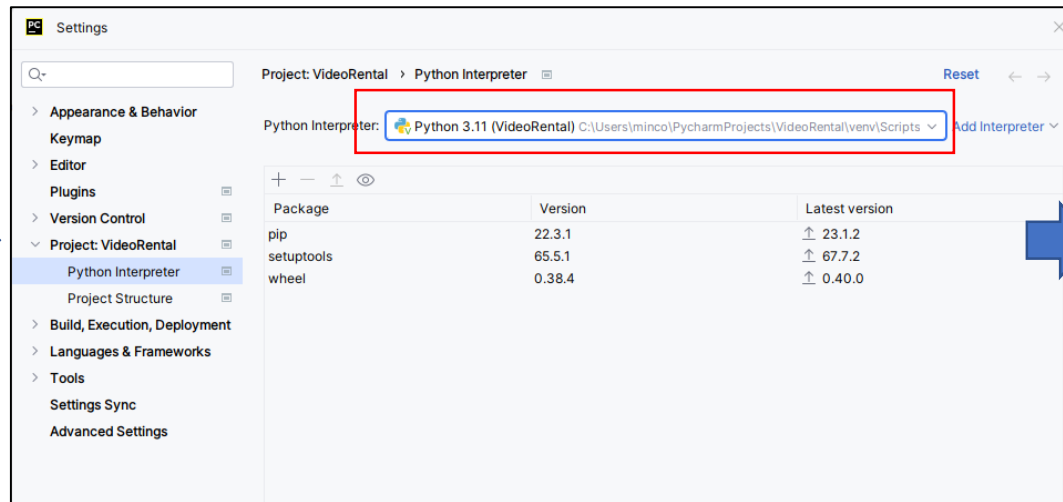 PC Settings
Project: VideoRental > Python Interpreter Reset
Appearance & Behavior
Python Interpreter: Python 3.11 (VideoRental) C:\Users\minco\PycharmProjects\VideoRental\venv\Scripts Add Interpreter
Keymap
Editor
Plugins
Package Version Latest version
Version Control
pip 22.3.1 23.1.2
Project: VideoRental
setuptools 65.5.1 67.7.2
Python Interpreter
wheel 0.38.4 0.40.0
Project Structure
Build, Execution, Deployment
Languages & Frameworks
Tools
Settings Sync
Advanced Settings